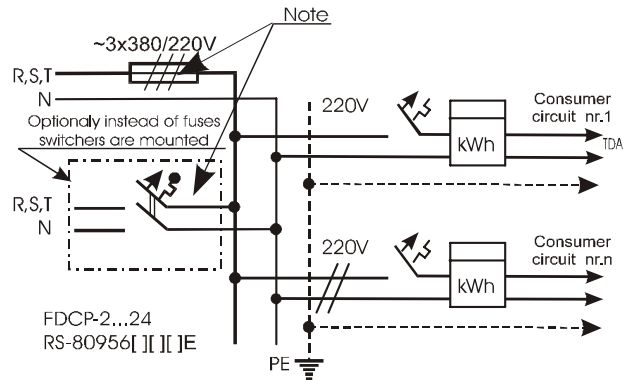 Note
~3x380/220V
R,S,T
N
Optionaly instead of fuses
switchers are mounted
R,S,T
N
220V
kWh
Consumer
circuit nr.1
TDA
220V
kWh
Consumer
circuit nr.n
FDCP-2...24
RS-80956[ ][ ][ ]E
PE